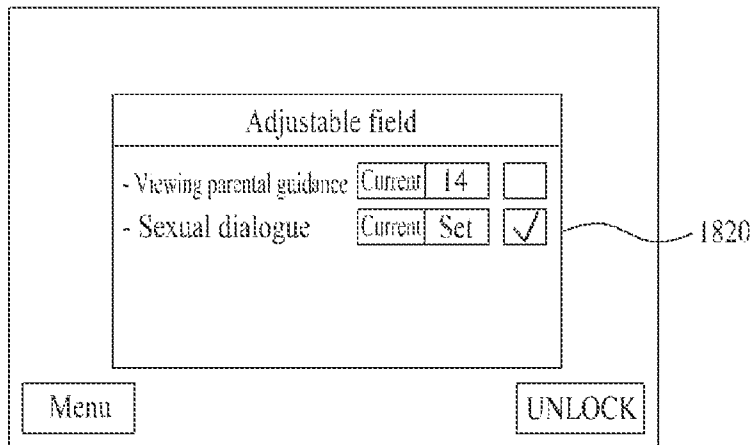 Adjustable field
- Viewing parental guidance Current 14
- Sexual dialogue Current Set ✓
1820
Menu UNLOCK